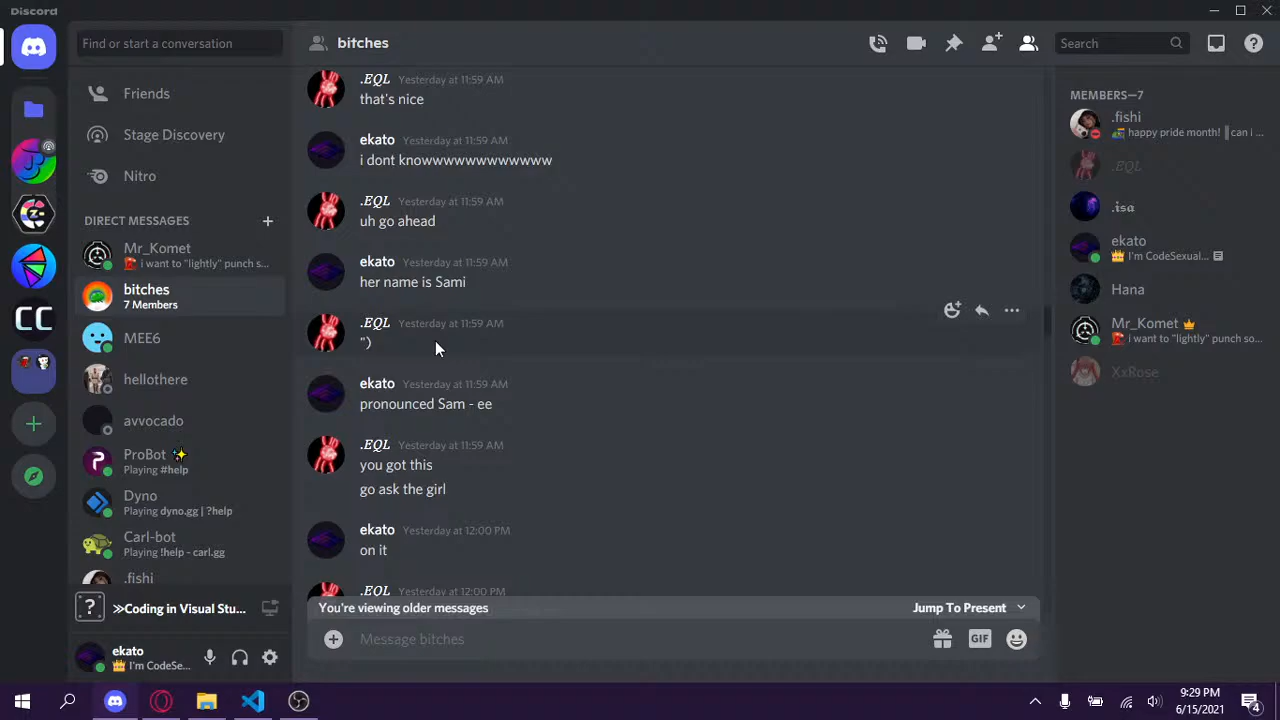 Discord
Find or start a conversation
Friends
Stage Discovery
Nitro
DIRECT MESSAGES
Mr_Komet
i want to "lightly" punch s...
bitches
7 Members
MEE6
hellothere
avvocado
ProBot
Playing #help
Dyno
Playing dyno.gg | ?help
Carl-bot
Playing !help - carl.gg
.fishi
≫Coding in Visual Stu...
ekato
I'm CodeSe...
CC
bitches
Search
.EQL Yesterday at 11:59 AM
that's nice
ekato Yesterday at 11:59 AM
i dont knowwwwwwwwwwww
.EQL Yesterday at 11:59 AM
uh go ahead
ekato Yesterday at 11:59 AM
her name is Sami
.EQL Yesterday at 11:59 AM
")
ekato Yesterday at 11:59 AM
pronounced Sam - ee
.EQL Yesterday at 11:59 AM
you got this
go ask the girl
ekato Yesterday at 12:00 PM
on it
.EQL Yesterday at 12:00 PM
You're viewing older messages
Jump To Present
Message bitches
GIF
MEMBERS—7
.fishi
happy pride month! can i ...
.EQL
.isa
ekato
I'm CodeSexual...
Hana
Mr_Komet
i want to "lightly" punch so...
XxRose
9:29 PM
6/15/2021
4